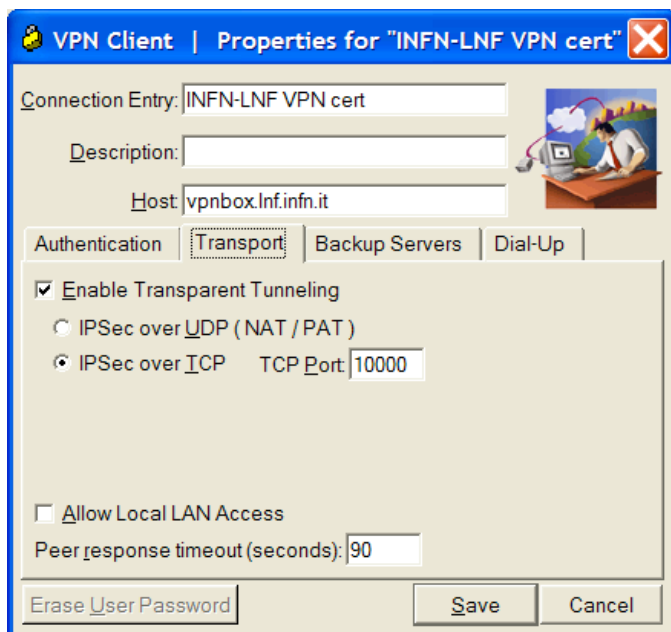 VPN Client | Properties for "INFN-LNF VPN cert"
Connection Entry: INFN-LNF VPN cert
Description:
Host: vpnbox.lnf.infn.it
Authentication Transport Backup Servers Dial-Up
Enable Transparent Tunneling
IPSec over UDP ( NAT / PAT )
IPSec over TCP TCP Port: 10000
Allow Local LAN Access
Peer response timeout (seconds): 90
Erase User Password Save Cancel